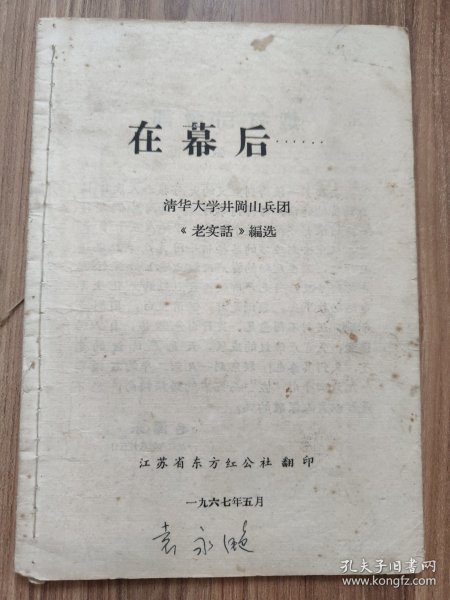 在幕后……
清华大学井岡山兵团
《老实話》編选
江苏省东方红公社 翻印
一九六七年五月
袁永
孔夫子旧书网
www.kongfz.com